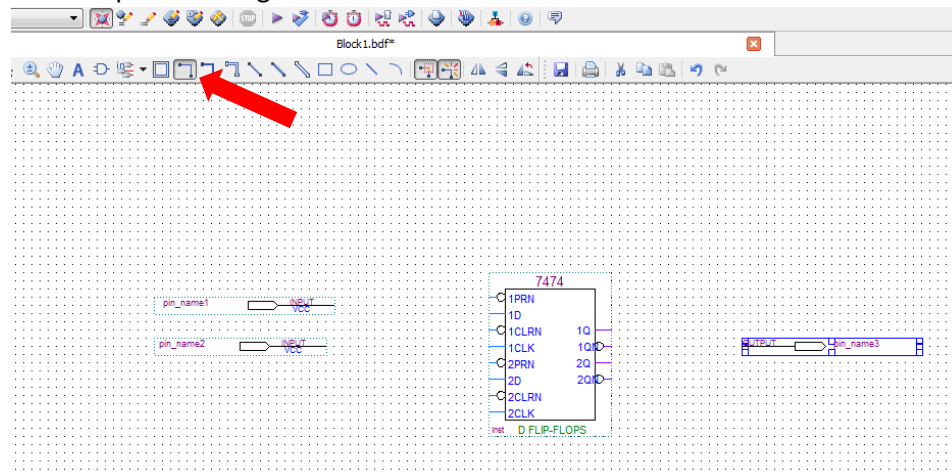 Block1.bdf*
A
7474
1PRN
1D
1CLRN 1Q
1CLK 1QN
2PRN 2Q
2D 2QN
2CLRN
2CLK
inst D FLIP-FLOPS
pin_name1 INPUT
VCC
pin_name2 INPUT
VCC
OUTPUT pin_name3